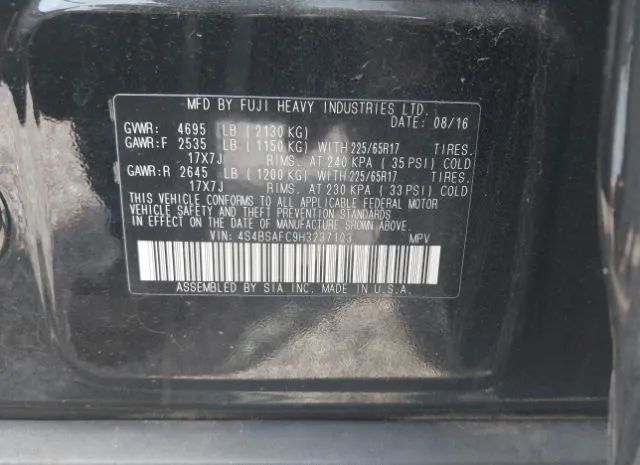 MFD BY FUJI HEAVY INDUSTRIES LTD.
DATE: 08/16
GVWR: 4695 LB (2130 KG)
GAWR:F 2535 LB (1150 KG) WITH 225/65R17 TIRES,
17X7J RIMS, AT 240 KPA (35 PSI) COLD
GAWR:R 2645 LB (1200 KG) WITH 225/65R17 TIRES,
17X7J RIMS, AT 230 KPA (33 PSI) COLD
THIS VEHICLE CONFORMS TO ALL APPLICABLE FEDERAL MOTOR
VEHICLE SAFETY AND THEFT PREVENTION STANDARDS IN EFFECT
ON THE DATE OF MANUFACTURE SHOWN ABOVE.
VIN: 4S4BSAFC9H3237103 MPV
ASSEMBLED BY SIA INC. MADE IN U.S.A.